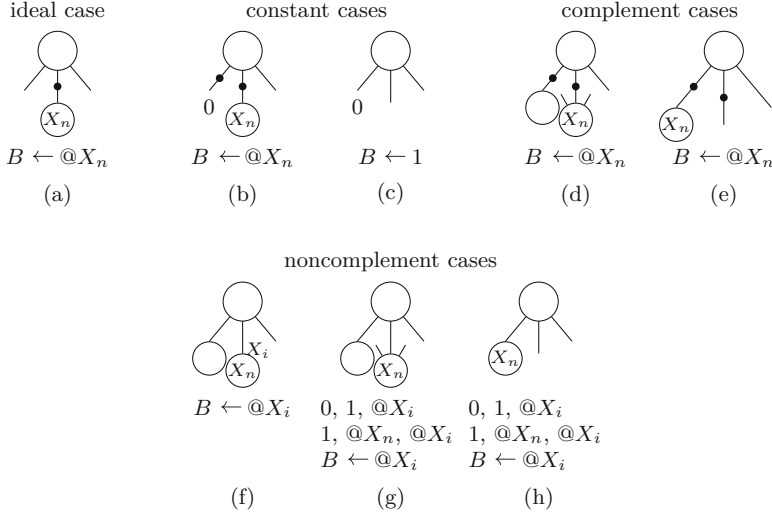 ideal case constant cases complement cases
0 0
X_n X_n X_n X_n
B ← @X_n B ← @X_n B ← 1 B ← @X_n B ← @X_n
(a) (b) (c) (d) (e)
noncomplement cases
X_i
X_n X_n X_n
B ← @X_i 0, 1, @X_i 0, 1, @X_i
1, @X_n, @X_i 1, @X_n, @X_i
B ← @X_i B ← @X_i
(f) (g) (h)